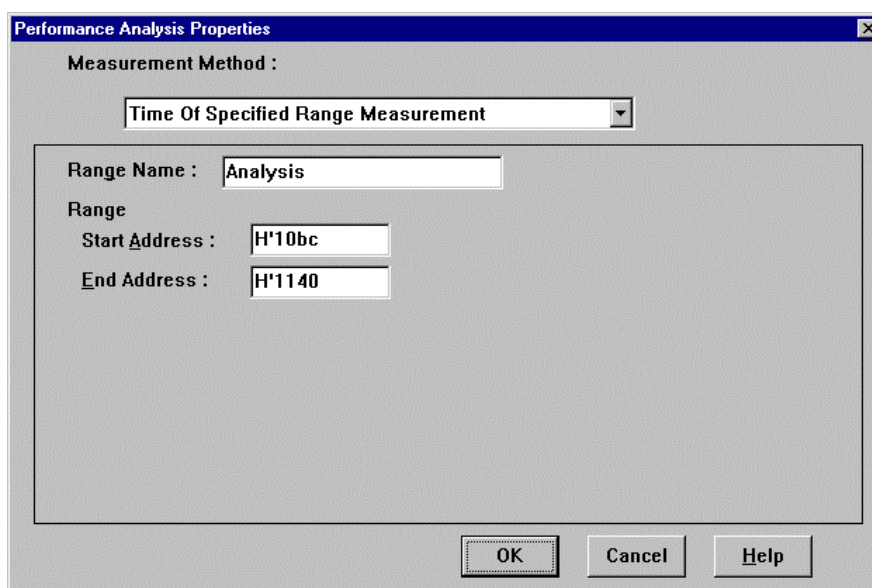 Performance Analysis Properties
Measurement Method :
Time Of Specified Range Measurement
Range Name : Analysis
Range
Start Address : H'10bc
End Address : H'1140
OK Cancel Help